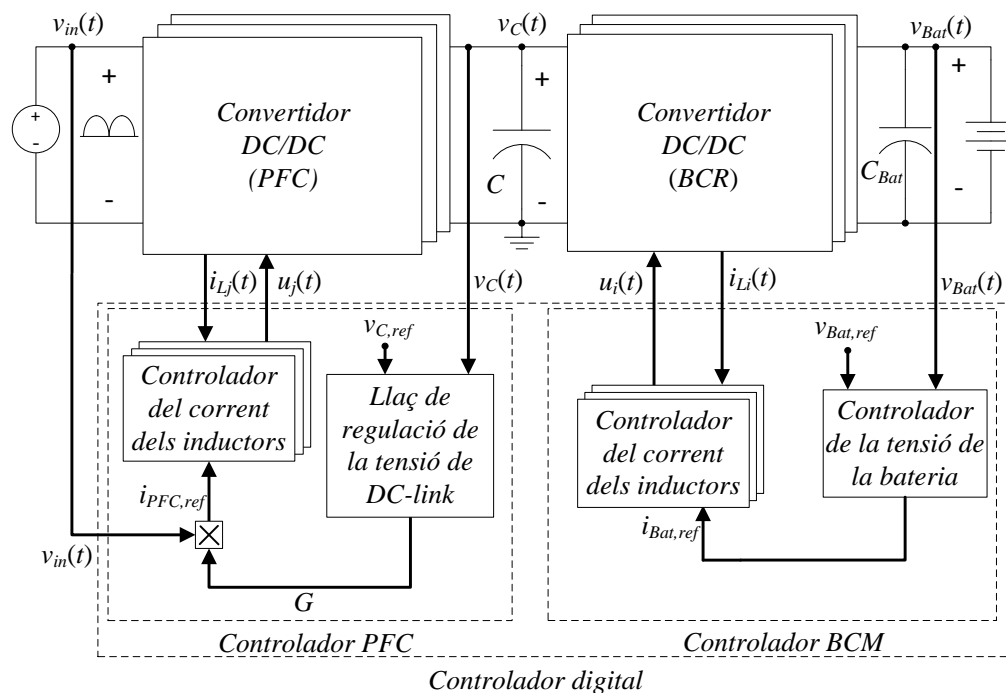 v_in(t)
v_C(t)
v_Bat(t)
+
-
+
-
Convertidor
DC/DC
(PFC)
+
-
C
Convertidor
DC/DC
(BCR)
C_Bat
+
-
i_Lj(t)
u_j(t)
v_C(t)
u_i(t)
i_Li(t)
v_Bat(t)
v_C,ref
v_Bat,ref
Controlador
del corrent
dels inductors
Llaç de
regulació de
la tensió de
DC-link
Controlador
del corrent
dels inductors
Controlador
de la tensió de
la bateria
i_PFC,ref
i_Bat,ref
v_in(t)
G
Controlador PFC
Controlador BCM
Controlador digital